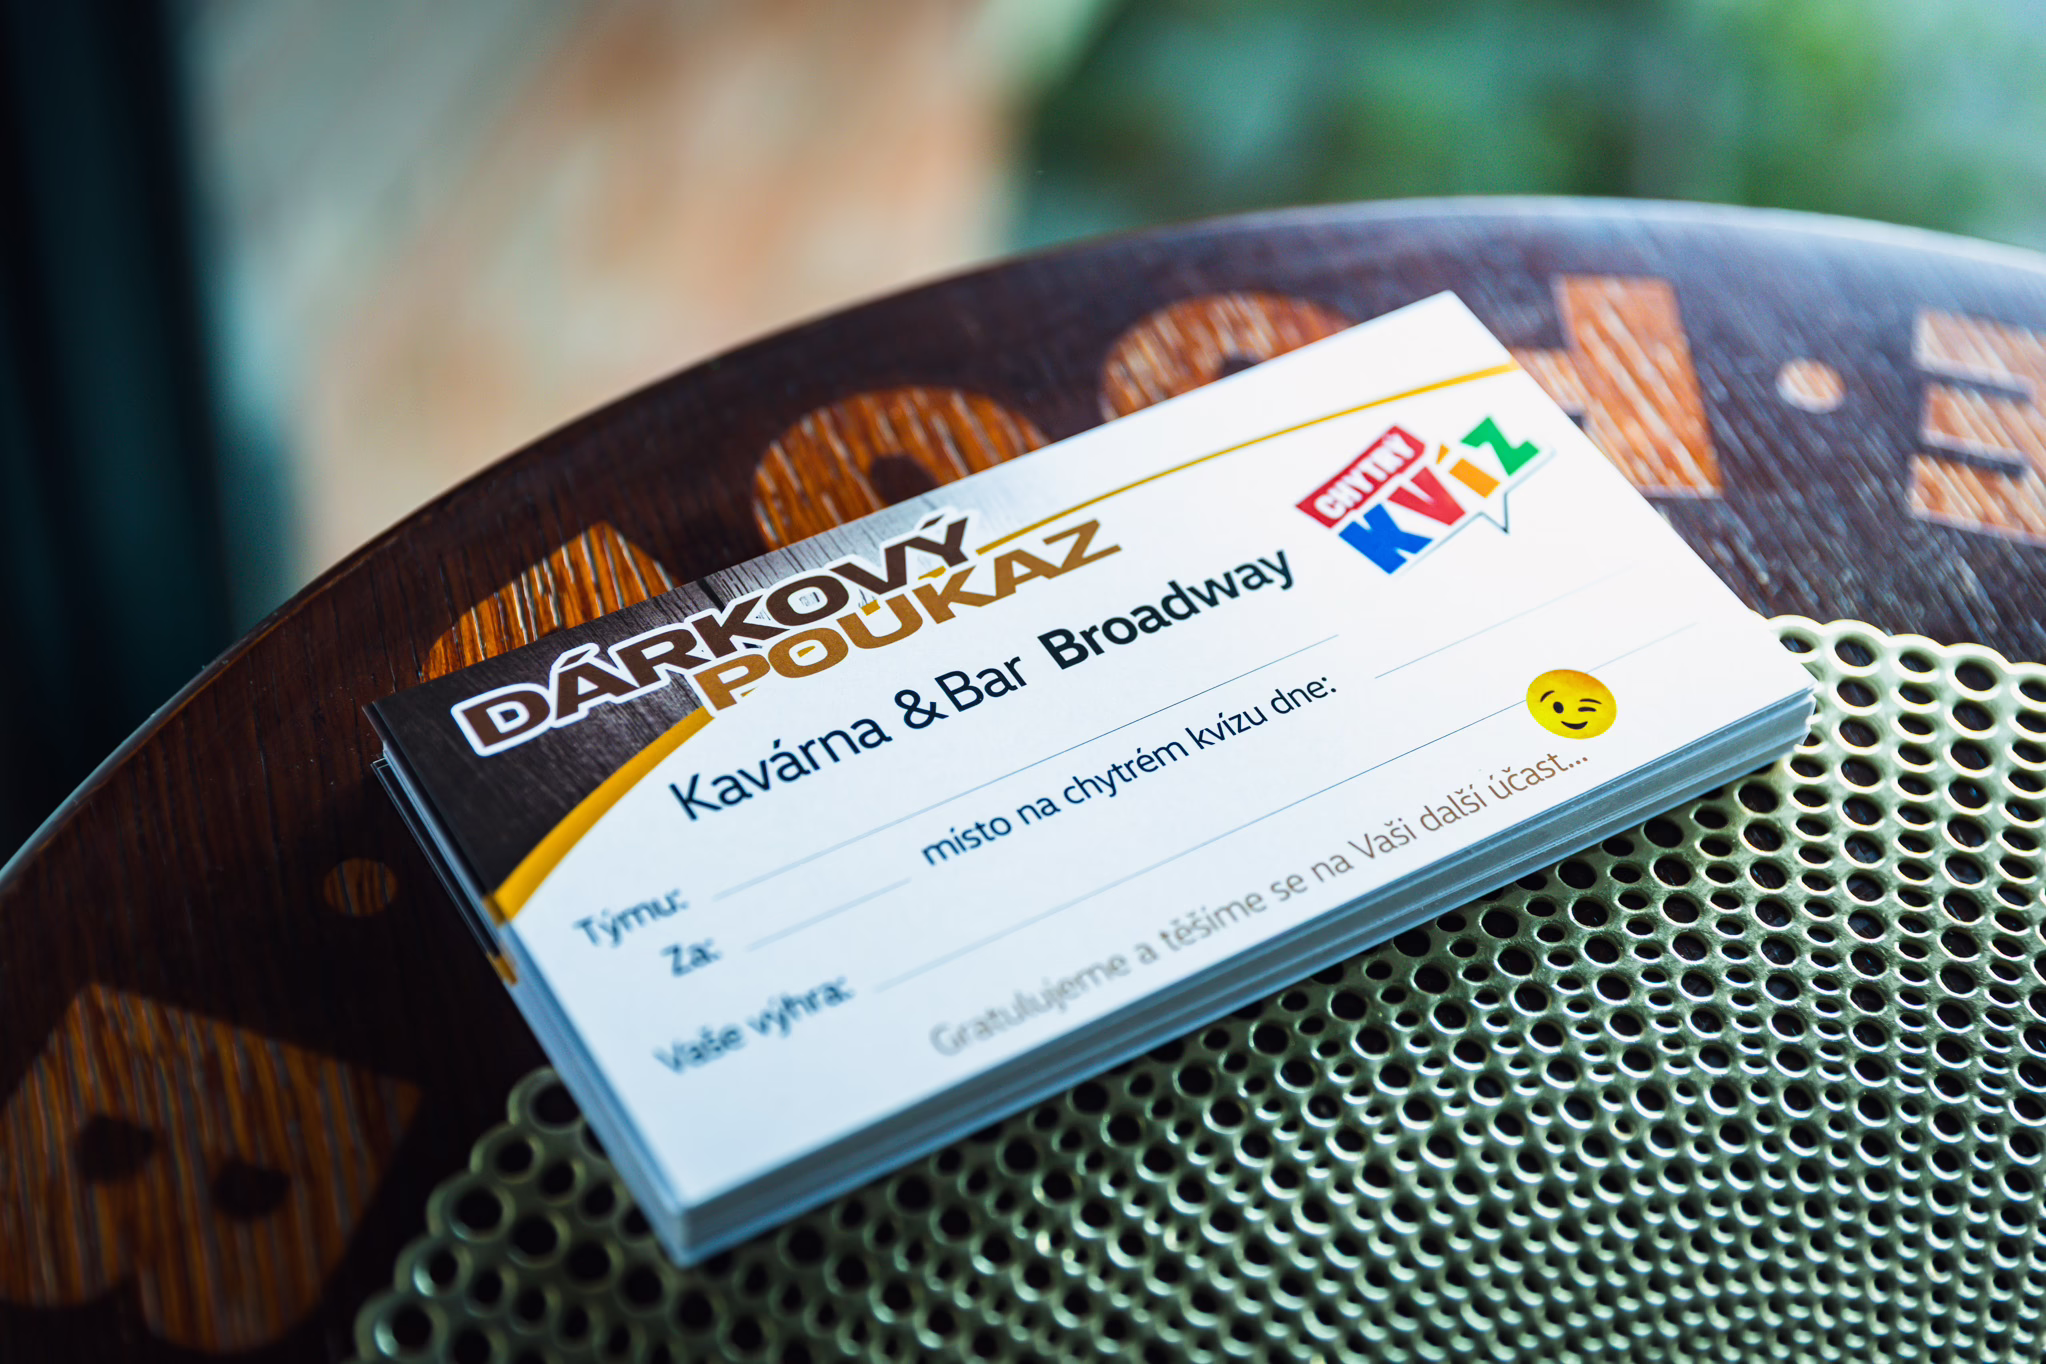 DÁRKOVÝ
POUKAZ
CHYTRÝ
KVÍZ
Kavárna & Bar Broadway
Týmu:
Za: místo na chytrém kvízu dne:
Vaše výhra:
Gratulujeme a těšíme se na Vaši další účast...